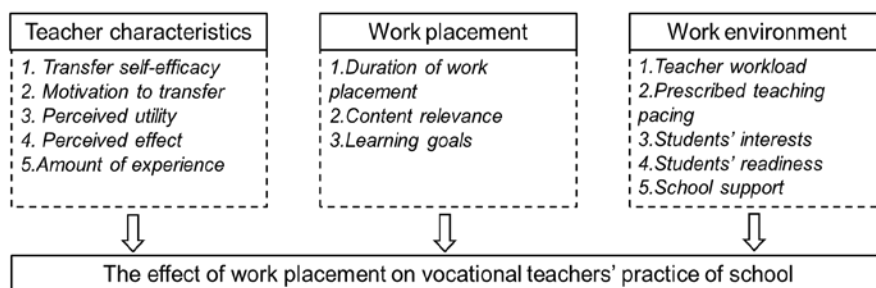 Teacher characteristics
1. Transfer self-efficacy
2. Motivation to transfer
3. Perceived utility
4. Perceived effect
5.Amount of experience
Work placement
1.Duration of work
placement
2.Content relevance
3.Learning goals
Work environment
1.Teacher workload
2.Prescribed teaching
pacing
3.Students' interests
4.Students' readiness
5.School support
The effect of work placement on vocational teachers' practice of school